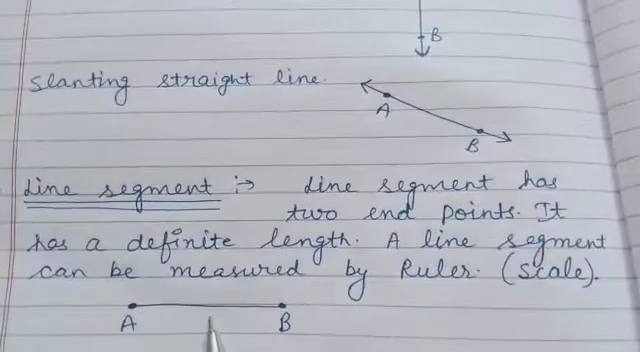 B
Slanting straight line.
A
B
Line segment :→ Line segment has
two end points. It
has a definite length. A line segment
can be measured by Ruler. (Scale).
A B